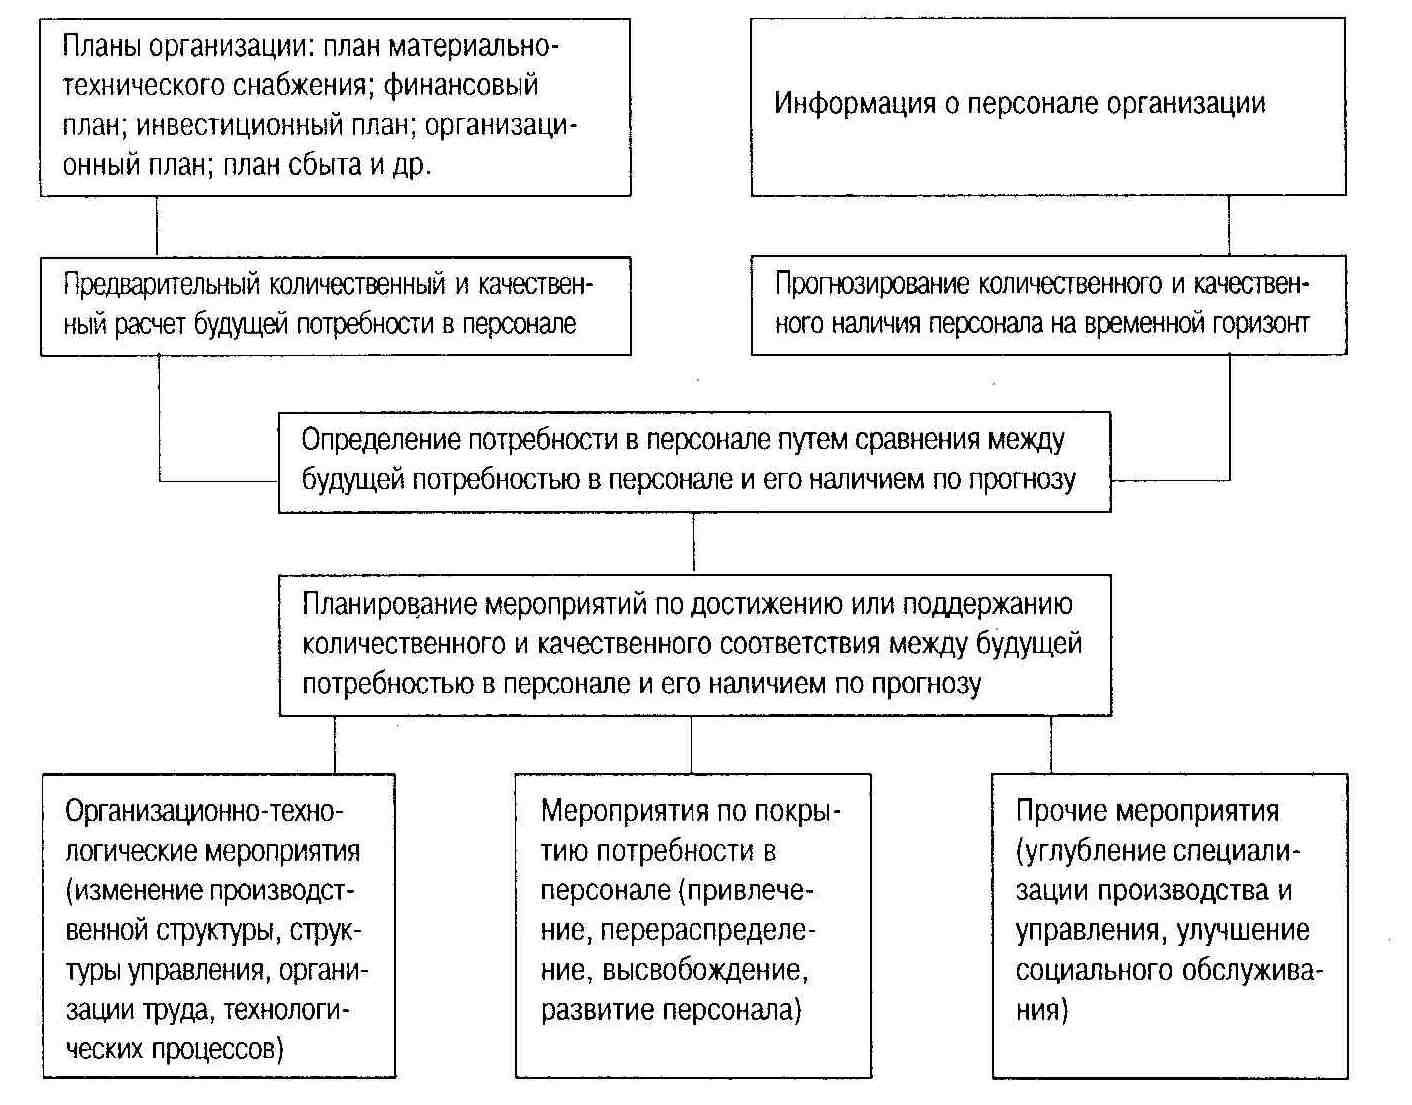 Планы организации: план материально-
технического снабжения; финансовый
план; инвестиционный план; организаци-
онный план; план сбыта и др.
Информация о персонале организации
Предварительный количественный и качествен-
ный расчет будущей потребности в персонале
Прогнозирование количественного и качествен-
ного наличия персонала на временной горизонт
Определение потребности в персонале путем сравнения между
будущей потребностью в персонале и его наличием по прогнозу
Планирование мероприятий по достижению или поддержанию
количественного и качественного соответствия между будущей
потребностью в персонале и его наличием по прогнозу
Организационно-техно-
логические мероприятия
(изменение производст-
венной структуры, струк-
туры управления, органи-
зации труда, технологи-
ческих процессов)
Мероприятия по покры-
тию потребности в
персонале (привлече-
ние, перераспределе-
ние, высвобождение,
развитие персонала)
Прочие мероприятия
(углубление специали-
зации производства и
управления, улучшение
социального обслужива-
ния)